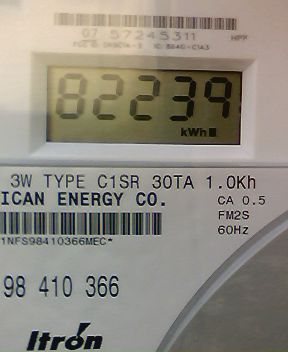 07 57245311
82239
kWh
3W TYPE C1SR 30TA 1.0Kh
ICAN ENERGY CO.
CA 0.5
FM2S
60Hz
1NFS98410366MEC*
98 410 366
Itron